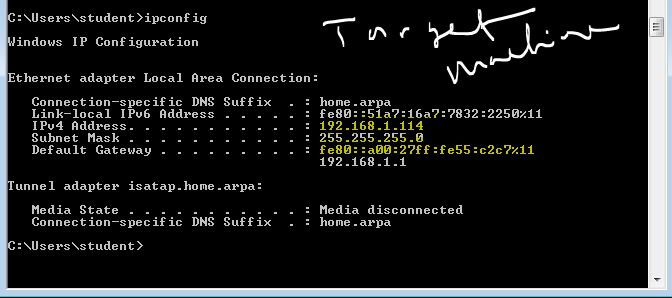 C:\Users\student>ipconfig
Target
machine
Windows IP Configuration
Ethernet adapter Local Area Connection:
Connection-specific DNS Suffix . : home.arpa
Link-local IPv6 Address . . . . . : fe80::51a7:16a7:7832:2250%11
IPv4 Address. . . . . . . . . . . : 192.168.1.114
Subnet Mask . . . . . . . . . . . : 255.255.255.0
Default Gateway . . . . . . . . . : fe80::a00:27ff:fe55:c2c7%11
192.168.1.1
Tunnel adapter isatap.home.arpa:
Media State . . . . . . . . . . . : Media disconnected
Connection-specific DNS Suffix . : home.arpa
C:\Users\student>